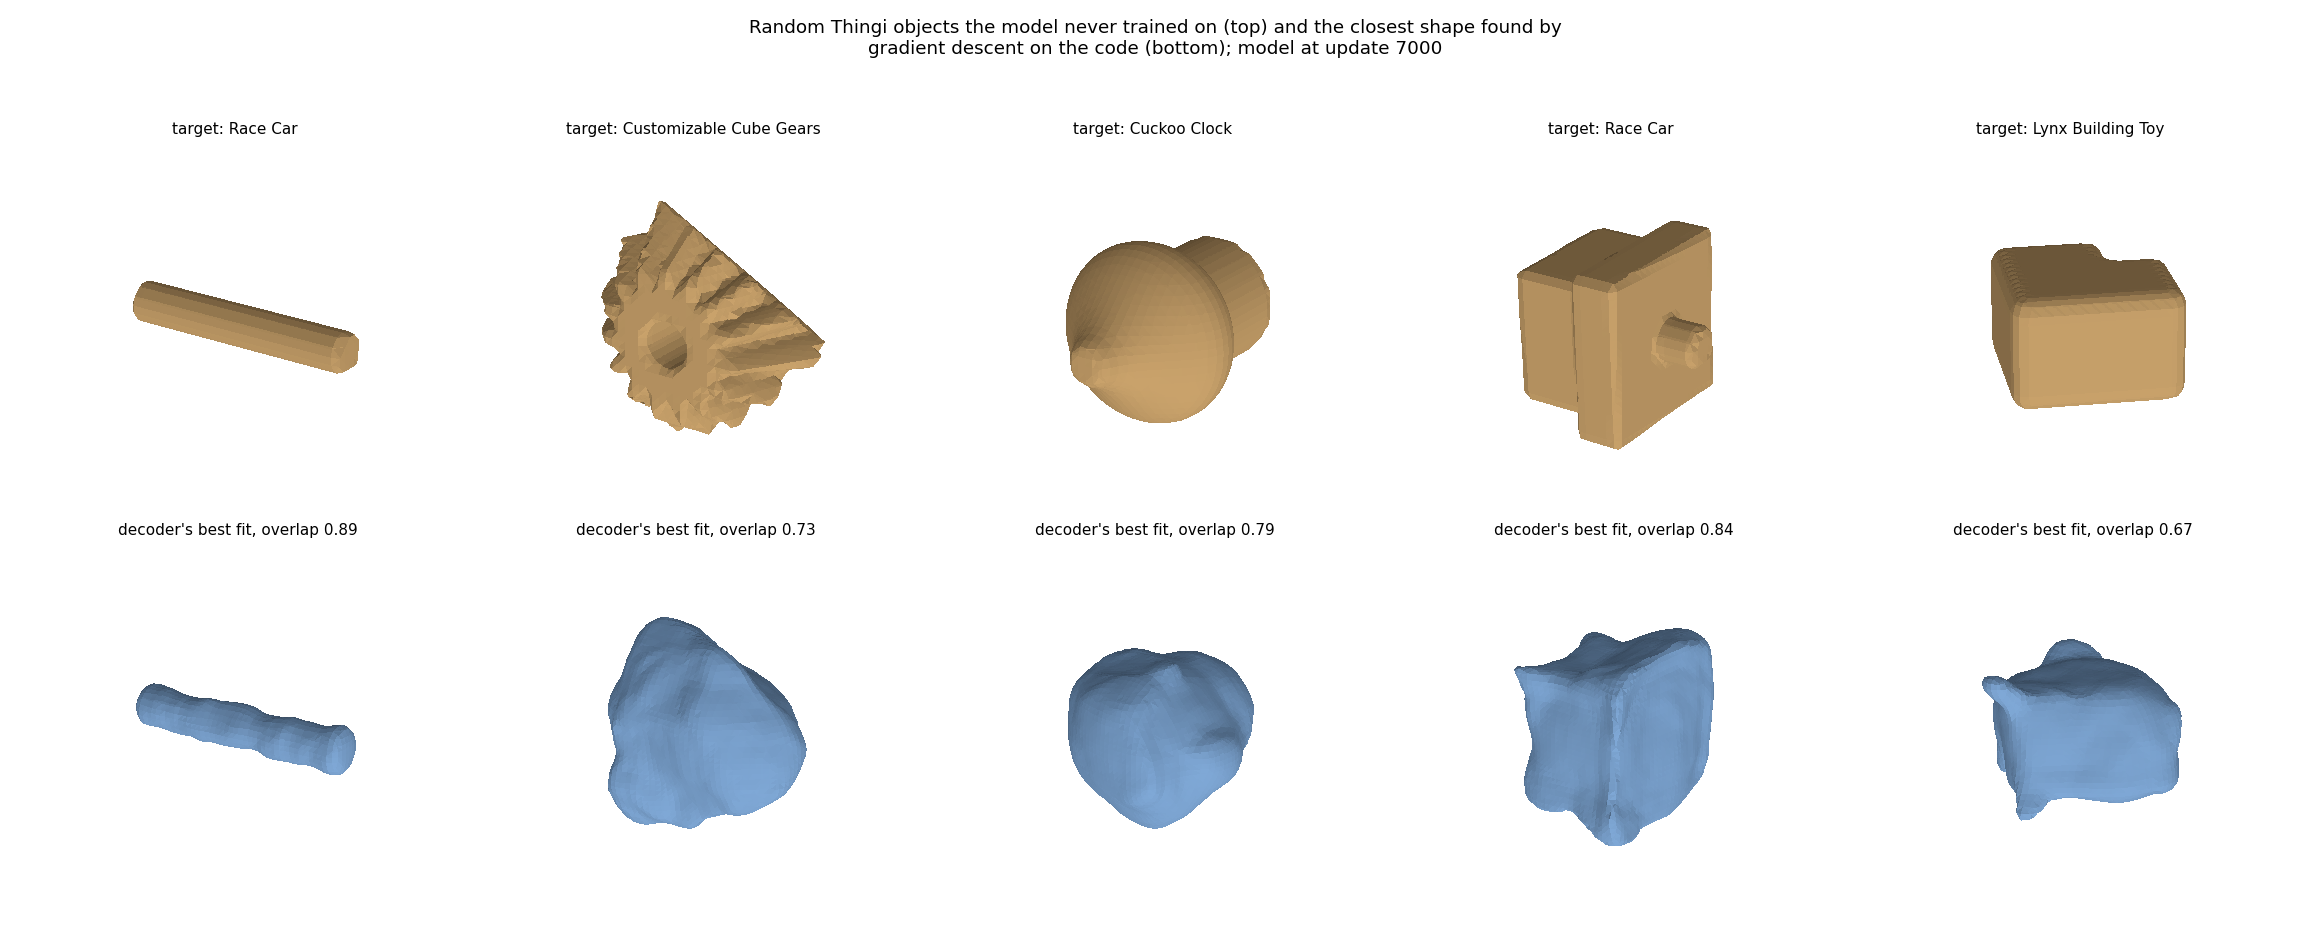 Random Thingi objects the model never trained on (top) and the closest shape found by
gradient descent on the code (bottom); model at update 7000
target: Race Car
target: Customizable Cube Gears
target: Cuckoo Clock
target: Race Car
target: Lynx Building Toy
decoder's best fit, overlap 0.89
decoder's best fit, overlap 0.73
decoder's best fit, overlap 0.79
decoder's best fit, overlap 0.84
decoder's best fit, overlap 0.67